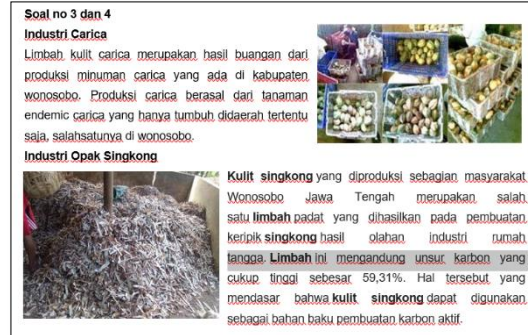 Soal no 3 dan 4
Industri Carica
Limbah kulit carica merupakan hasil buangan dari
produksi minuman carica yang ada di kabupaten
wonosobo. Produksi carica berasal dari tanaman
endemic carica yang hanya tumbuh didaerah tertentu
saja, salahsatunya di wonosobo.
Industri Opak Singkong
Kulit singkong yang diproduksi sebagian masyarakat
Wonosobo Jawa Tengah merupakan salah
satu limbah padat yang dihasilkan pada pembuatan
keripik singkong hasil olahan industri rumah
tangga. Limbah ini mengandung unsur karbon yang
cukup tinggi sebesar 59,31%. Hal tersebut yang
mendasar bahwa kulit singkong dapat digunakan
sebagai bahan baku pembuatan karbon aktif.